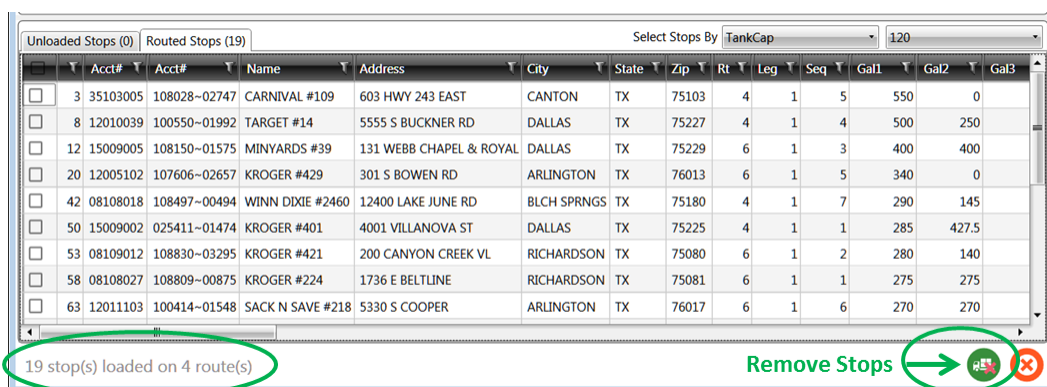 Unloaded Stops (0) Routed Stops (19) Select Stops By TankCap 120
Acct# Acct# Name Address City State Zip Rt Leg Seq Gal1 Gal2 Gal3
3 35103005 108028~02747 CARNIVAL #109 603 HWY 243 EAST CANTON TX 75103 4 1 5 550 0
8 12010039 100550~01992 TARGET #14 5555 S BUCKNER RD DALLAS TX 75227 4 1 4 500 250
12 15009005 108150~01575 MINYARDS #39 131 WEBB CHAPEL & ROYAL DALLAS TX 75229 6 1 3 400 400
20 12005102 107606~02657 KROGER #429 301 S BOWEN RD ARLINGTON TX 76013 6 1 5 340 0
42 08108018 108497~00494 WINN DIXIE #2460 12400 LAKE JUNE RD BLCH SPRNGS TX 75180 4 1 7 290 145
50 15009002 025411~01474 KROGER #401 4001 VILLANOVA ST DALLAS TX 75225 4 1 1 285 427.5
53 08109012 108830~03295 KROGER #421 200 CANYON CREEK VL RICHARDSON TX 75080 6 1 2 280 140
58 08108027 108809~00875 KROGER #224 1736 E BELTLINE RICHARDSON TX 75081 6 1 1 275 275
63 12011103 100414~01548 SACK N SAVE #218 5330 S COOPER ARLINGTON TX 76017 6 1 6 270 270
19 stop(s) loaded on 4 route(s) Remove Stops